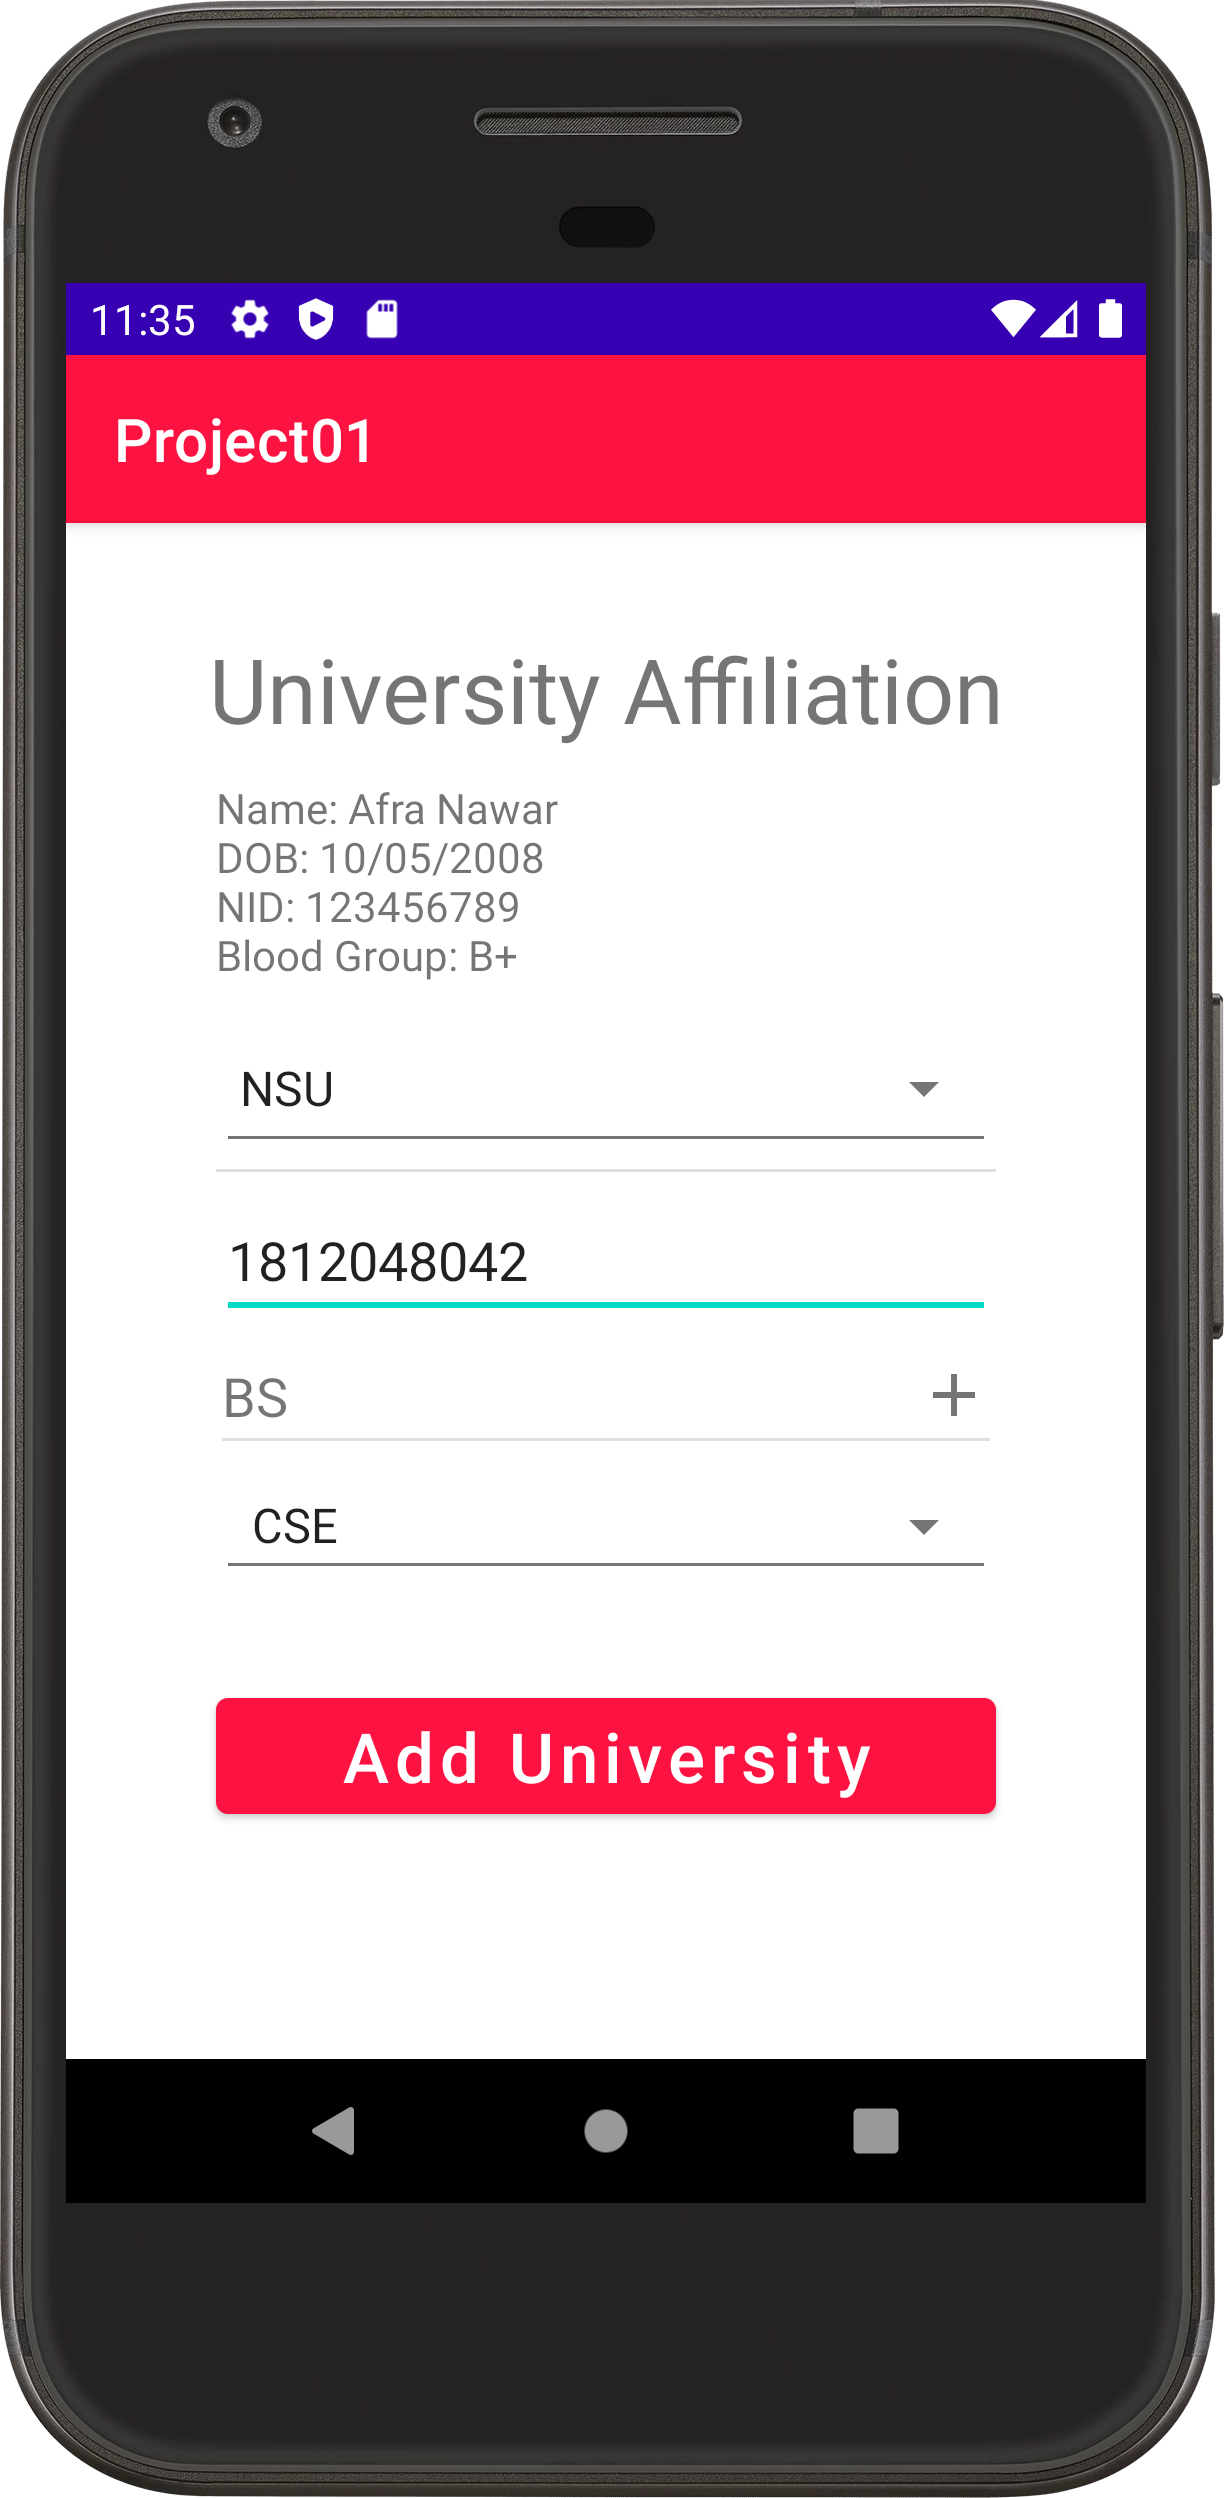 11:35
Project01
University Affiliation
Name: Afra Nawar
DOB: 10/05/2008
NID: 123456789
Blood Group: B+
NSU
1812048042
BS
CSE
Add University